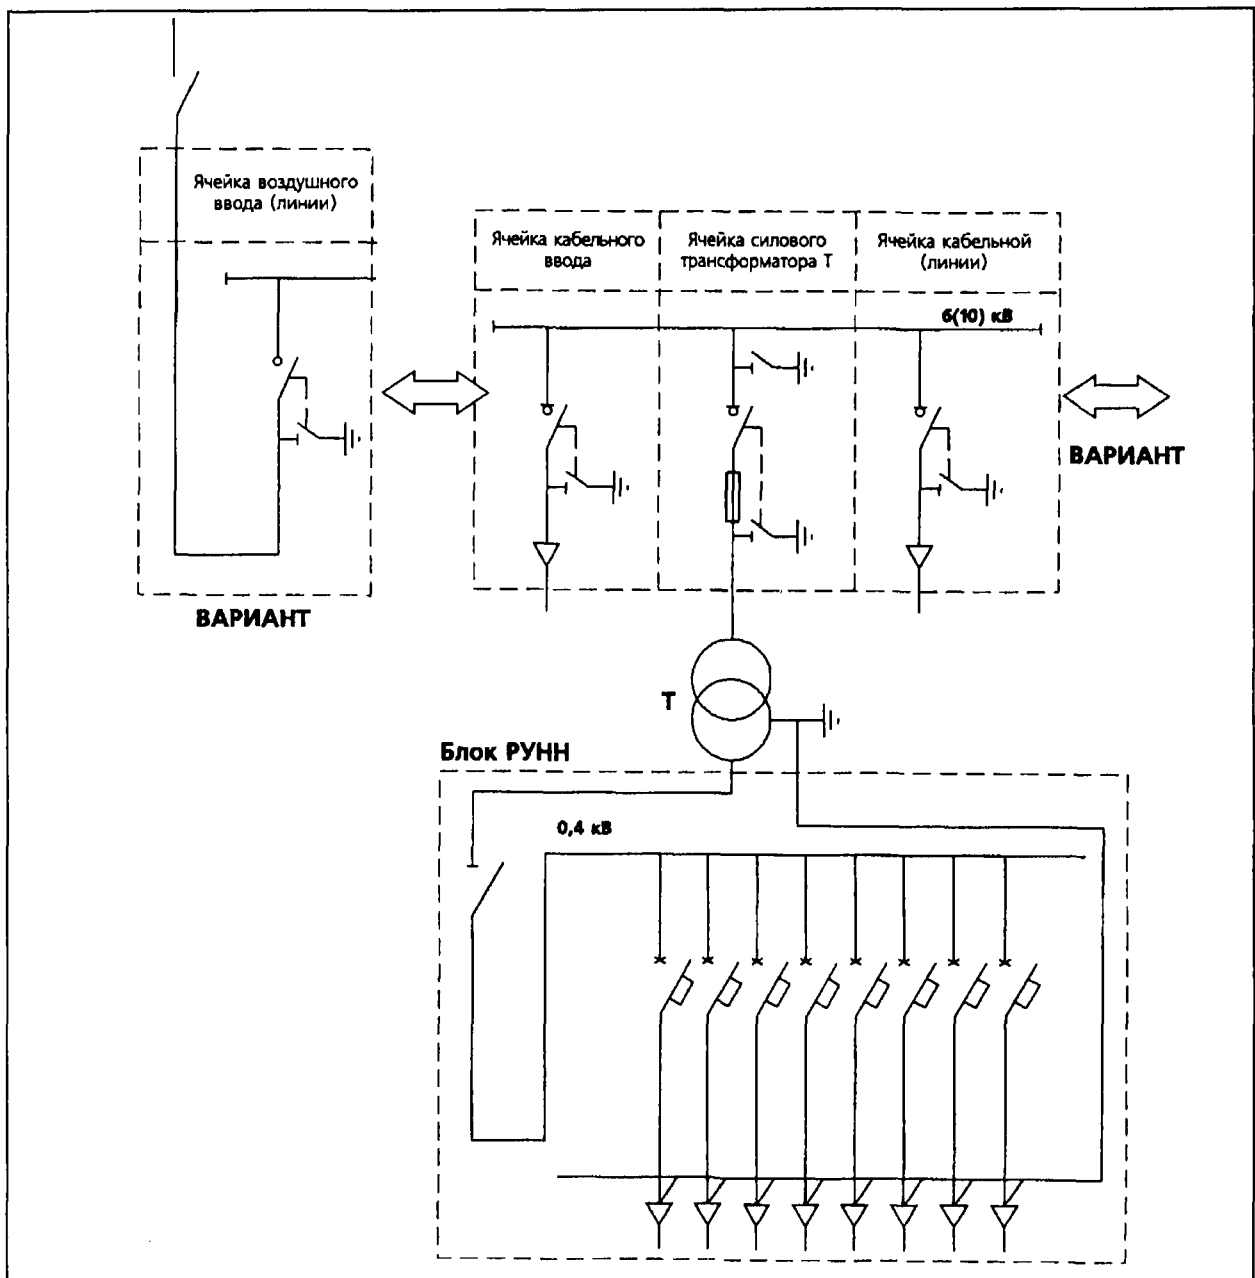 Ячейка воздушного
ввода (линии)
Ячейка кабельного
ввода
Ячейка силового
трансформатора Т
Ячейка кабельной
(линии)
6(10) кВ
ВАРИАНТ
ВАРИАНТ
Т
Блок РУНН
0,4 кВ